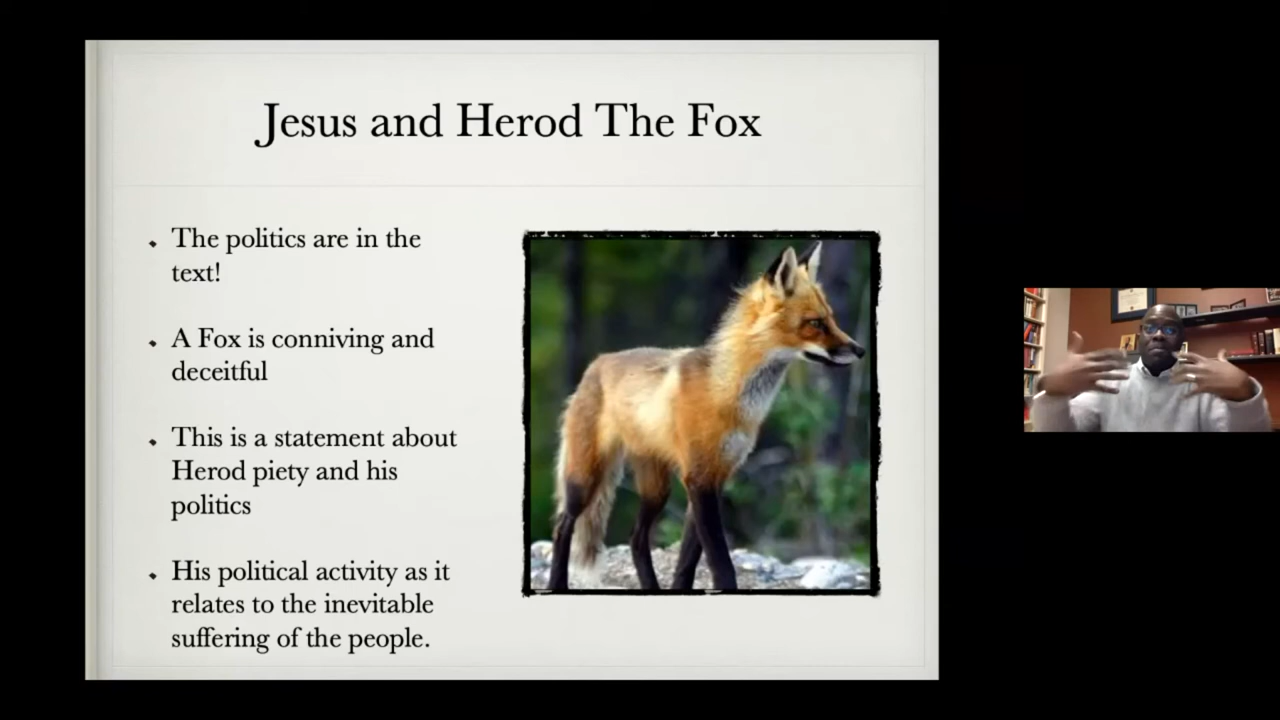 Jesus and Herod The Fox
The politics are in the
text!
A Fox is conniving and
deceitful
This is a statement about
Herod piety and his
politics
His political activity as it
relates to the inevitable
suffering of the people.